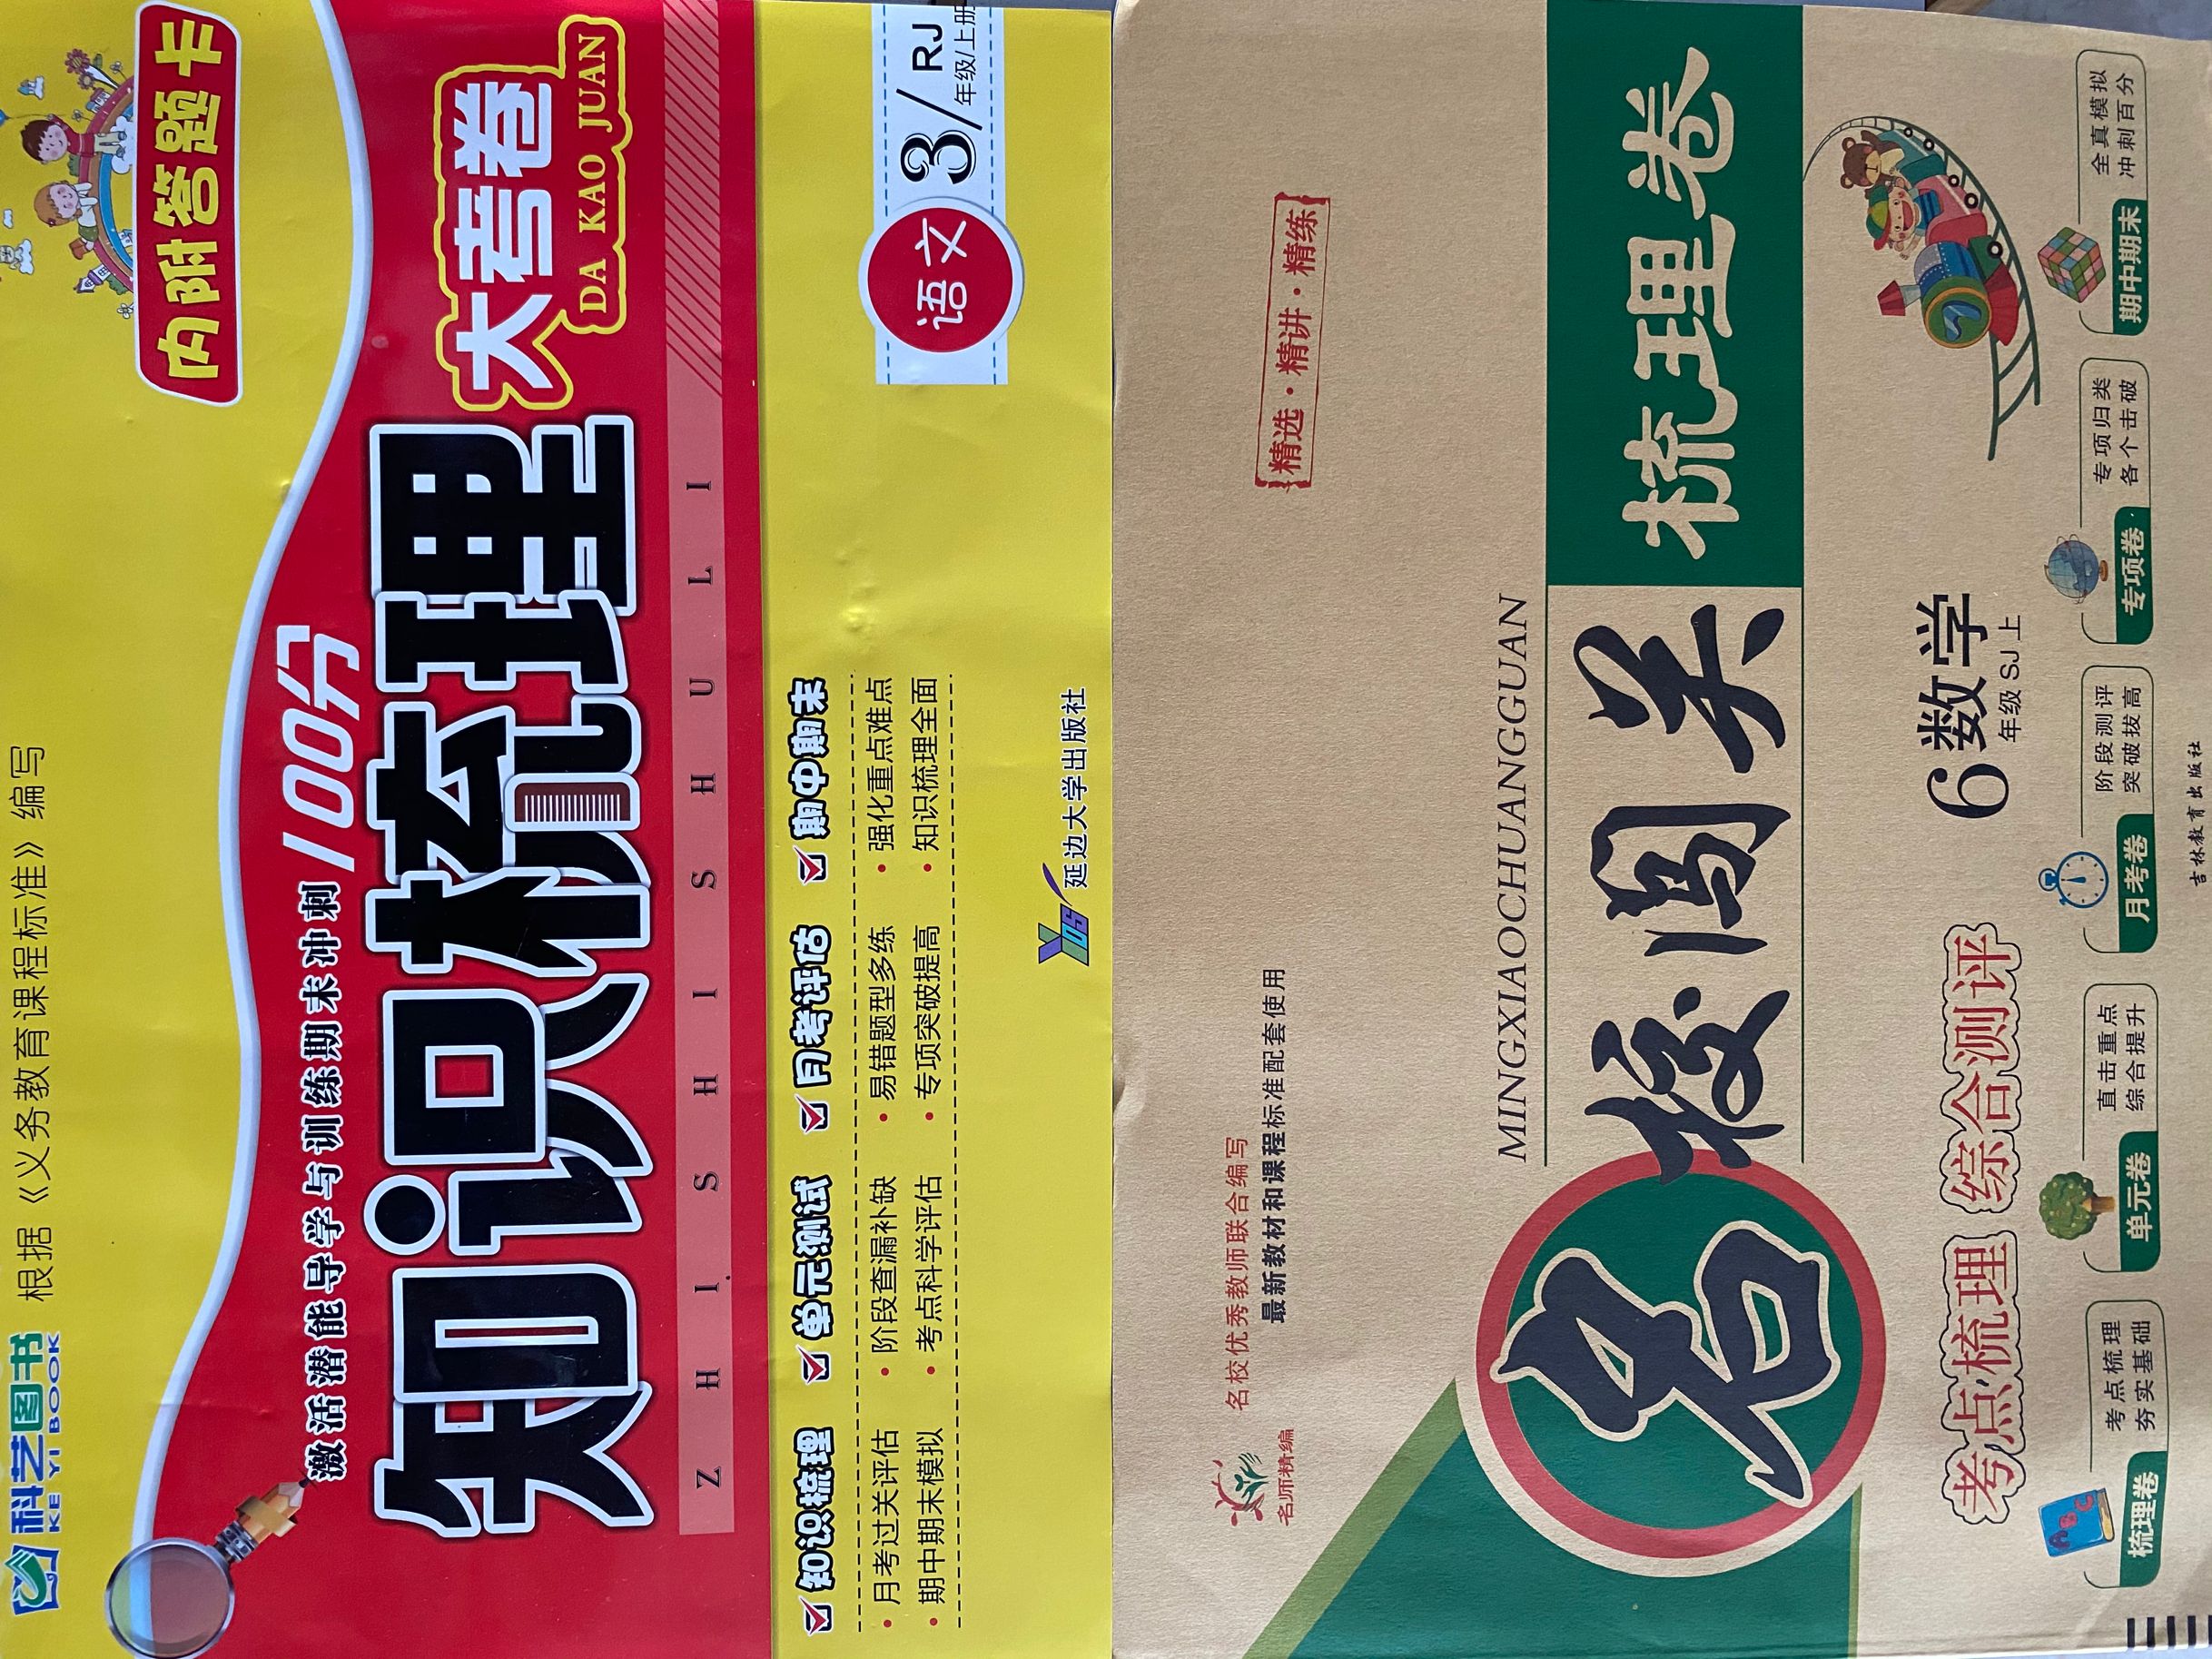 科艺图书
KE YI BOOK
根据《义务教育课程标准》编写
内附答题卡
激活潜能导学与训练期末冲刺100分
知识梳理
大考卷
DA KAO JUAN
ZHISHISHULI
知识梳理 单元测试 月考评估 期中期末
·月考过关评估 ·阶段查漏补缺 ·易错题型多练 ·强化重点难点
·期中期末模拟 ·考点科学评估 ·专项突破提高 ·知识梳理全面
语文
3/RJ
年级/上册
延边大学出版社
名师精编
名校优秀教师联合编写
最新教材和课程标准配套使用
精选·精讲·精练
MINGXIAOCHUANGGUAN
名校闯关
梳理卷
6数学
年级 SJ 上
考点梳理 综合测评
梳理卷
考点梳理
夯实基础
单元卷
直击重点
综合提升
月考卷
阶段测评
突破拔高
专项卷
专项归类
各个击破
期中期末
全真模拟
冲刺百分
吉林教育出版社